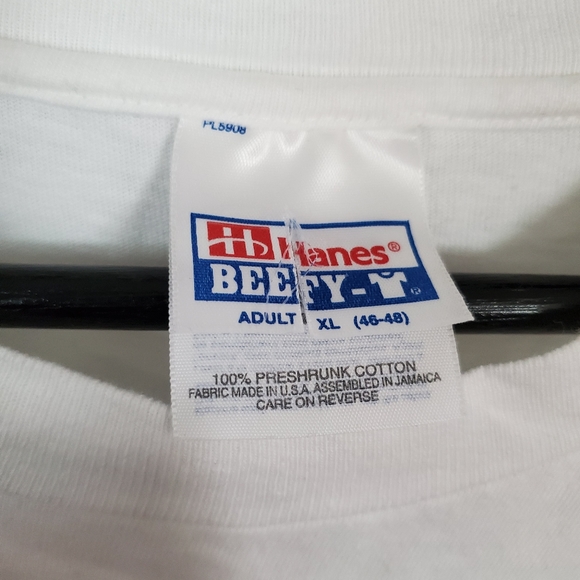 PL5908
Hanes®
BEEFY-T®
ADULT XL (46-48)
100% PRESHRUNK COTTON
FABRIC MADE IN U.S.A. ASSEMBLED IN JAMAICA
CARE ON REVERSE